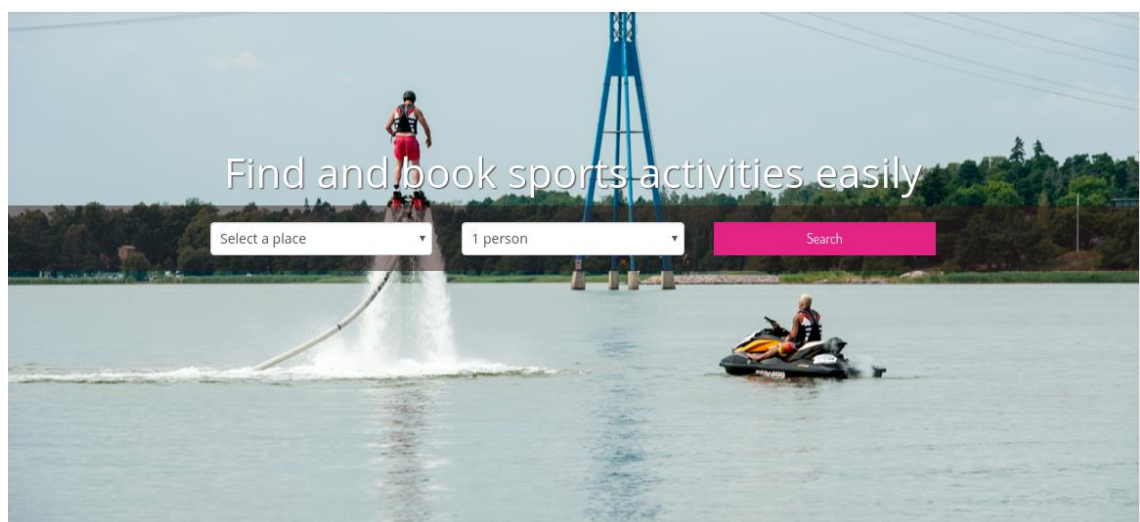 Find and book sports activities easily
Select a place
1 person
Search